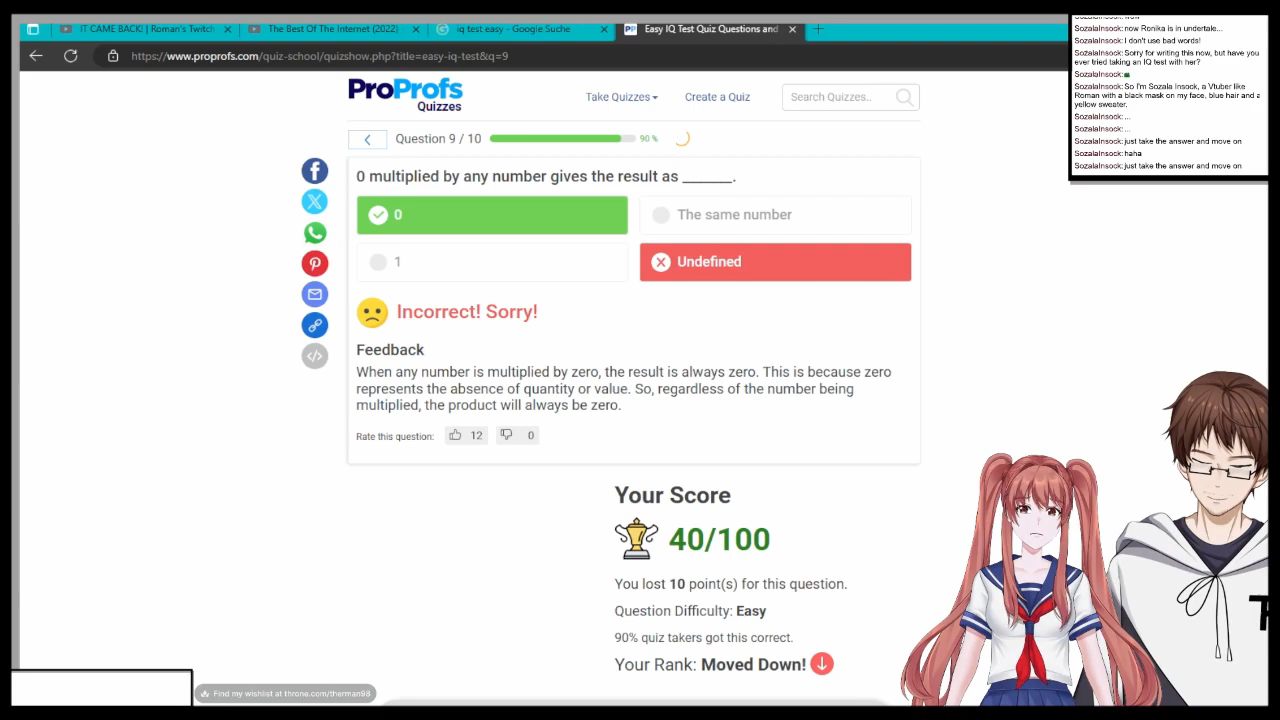 IT CAME BACK! | Roman's Twitch
The Best Of The Internet (2022)
iq test easy - Google Suche
Easy IQ Test Quiz Questions and
https://www.proprofs.com/quiz-school/quizshow.php?title=easy-iq-test&q=9
ProProfs
Quizzes
Take Quizzes
Create a Quiz
Search Quizzes..
Question 9 / 10
90 %
0 multiplied by any number gives the result as _______.
0
The same number
1
Undefined
Incorrect! Sorry!
Feedback
When any number is multiplied by zero, the result is always zero. This is because zero
represents the absence of quantity or value. So, regardless of the number being
multiplied, the product will always be zero.
Rate this question:
12
0
Your Score
40/100
You lost 10 point(s) for this question.
Question Difficulty: Easy
90% quiz takers got this correct.
Your Rank: Moved Down!
Find my wishlist at throne.com/therman98
SozalaInsock: now Ronika is in undertale...
SozalaInsock: I don't use bad words!
SozalaInsock: Sorry for writing this now, but have you
ever tried taking an IQ test with her?
SozalaInsock:
SozalaInsock: So I'm Sozala Insock, a Vtuber like
Roman with a black mask on my face, blue hair and a
yellow sweater.
SozalaInsock: ...
SozalaInsock: ...
SozalaInsock: just take the answer and move on
SozalaInsock: haha
SozalaInsock: just take the answer and move on